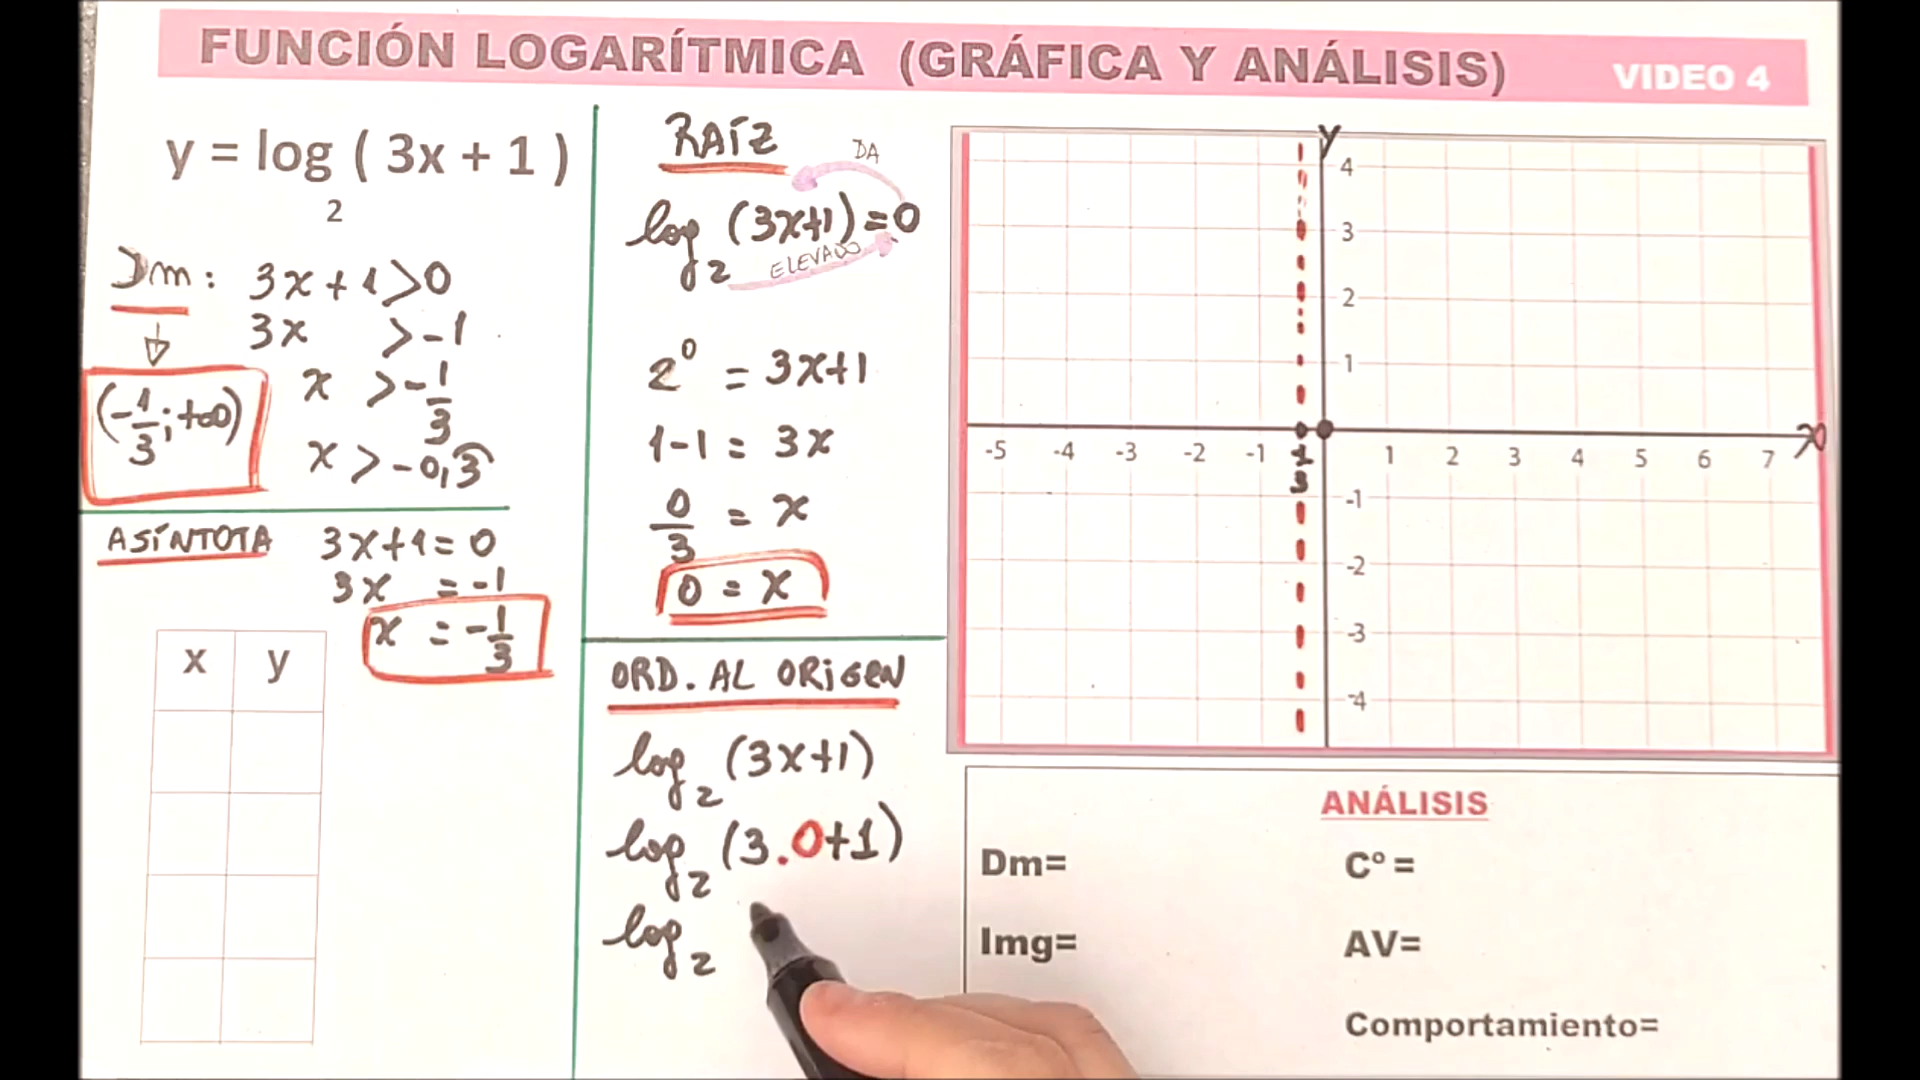 FUNCIÓN LOGARÍTMICA (GRÁFICA Y ANÁLISIS)
VIDEO 4
y = log ( 3x + 1 )
2
Dm: 3x + 1 > 0
3x > -1
x > -1/3
(-1/3; +∞)
x > -0,3
ASÍNTOTA 3x+1 = 0
3x = -1
x = -1/3
x y
RAÍZ
DA
log₂ (3x+1) = 0
ELEVADO
2⁰ = 3x+1
1-1 = 3x
0/3 = x
0 = x
ORD. AL ORIGEN
log₂ (3x+1)
log₂ (3.0+1)
log₂
y
4
3
2
1
-5 -4 -3 -2 -1 1 2 3 4 5 6 7 x
-1
-2
-3
-4
ANÁLISIS
Dm= Cº =
Img= AV=
Comportamiento=